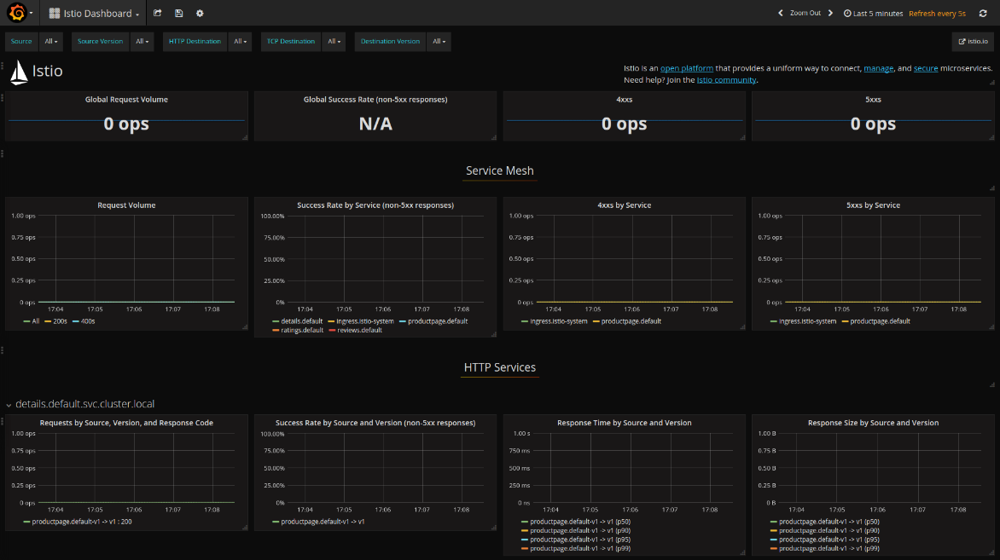 Istio Dashboard
Zoom Out Last 5 minutes Refresh every 5s
Source All Source Version All HTTP Destination All TCP Destination All Destination Version All istio.io
Istio
Istio is an open platform that provides a uniform way to connect, manage, and secure microservices.
Need help? Join the Istio community.
Global Request Volume
0 ops
Global Success Rate (non-5xx responses)
N/A
4xxs
0 ops
5xxs
0 ops
Service Mesh
Request Volume
1.00 ops
0.75 ops
0.50 ops
0.25 ops
0 ops
17:04 17:05 17:06 17:07 17:08
All 200s 400s
Success Rate by Service (non-5xx responses)
100.00%
75.00%
50.00%
25.00%
0%
17:04 17:05 17:06 17:07 17:08
details.default ingress.istio-system productpage.default
ratings.default reviews.default
4xxs by Service
1.00 ops
0.75 ops
0.50 ops
0.25 ops
0 ops
17:04 17:05 17:06 17:07 17:08
ingress.istio-system productpage.default
5xxs by Service
1.00 ops
0.75 ops
0.50 ops
0.25 ops
0 ops
17:04 17:05 17:06 17:07 17:08
ingress.istio-system productpage.default
HTTP Services
details.default.svc.cluster.local
Requests by Source, Version, and Response Code
1.00 ops
0.75 ops
0.50 ops
0.25 ops
0 ops
17:04 17:05 17:06 17:07 17:08
productpage.default-v1 -> v1 : 200
Success Rate by Source and Version (non-5xx responses)
100.00%
75.00%
50.00%
25.00%
0%
17:04 17:05 17:06 17:07 17:08
productpage.default-v1 -> v1
Response Time by Source and Version
1.00 s
750 ms
500 ms
250 ms
0 ns
17:04 17:05 17:06 17:07 17:08
productpage.default-v1 -> v1 (p50)
productpage.default-v1 -> v1 (p90)
productpage.default-v1 -> v1 (p95)
productpage.default-v1 -> v1 (p99)
Response Size by Source and Version
1.00 B
0.75 B
0.50 B
0.25 B
0 B
17:04 17:05 17:06 17:07 17:08
productpage.default-v1 -> v1 (p50)
productpage.default-v1 -> v1 (p90)
productpage.default-v1 -> v1 (p95)
productpage.default-v1 -> v1 (p99)